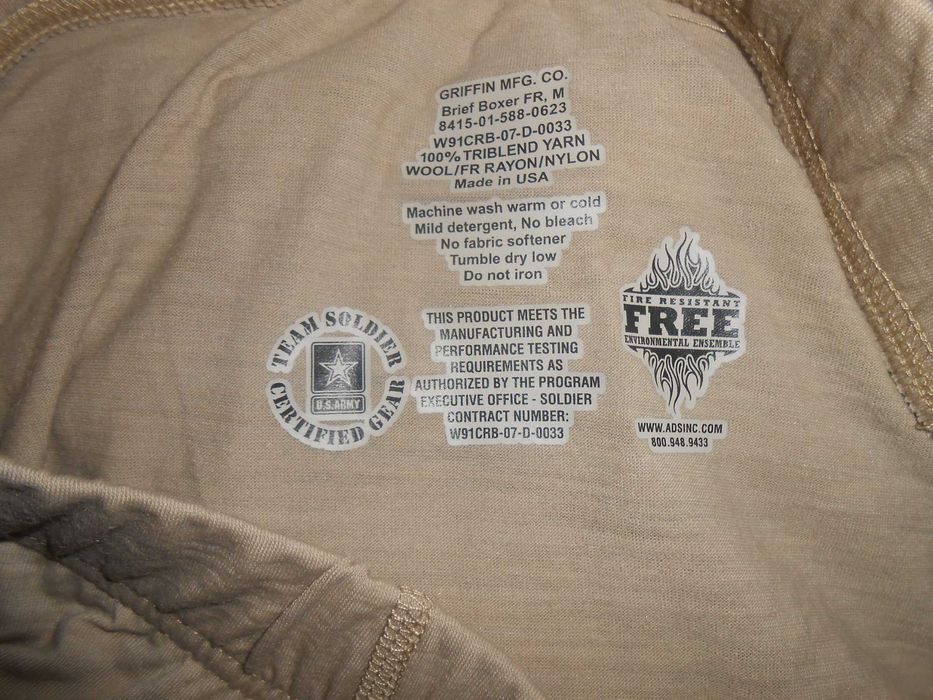 GRIFFIN MFG. CO.
Brief Boxer FR, M
8415-01-588-0623
W91CRB-07-D-0033
100% TRIBLEND YARN
WOOL/FR RAYON/NYLON
Made in USA
Machine wash warm or cold
Mild detergent, No bleach
No fabric softener
Tumble dry low
Do not iron
TEAM SOLDIER
CERTIFIED GEAR
U.S.ARMY
THIS PRODUCT MEETS THE
MANUFACTURING AND
PERFORMANCE TESTING
REQUIREMENTS AS
AUTHORIZED BY THE PROGRAM
EXECUTIVE OFFICE - SOLDIER
CONTRACT NUMBER:
W91CRB-07-D-0033
FIRE RESISTANT
FREE
ENVIRONMENTAL ENSEMBLE
WWW.ADSINC.COM
800.948.9433